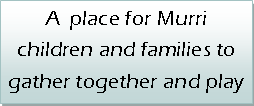 A place for Murri
children and families to
gather together and play